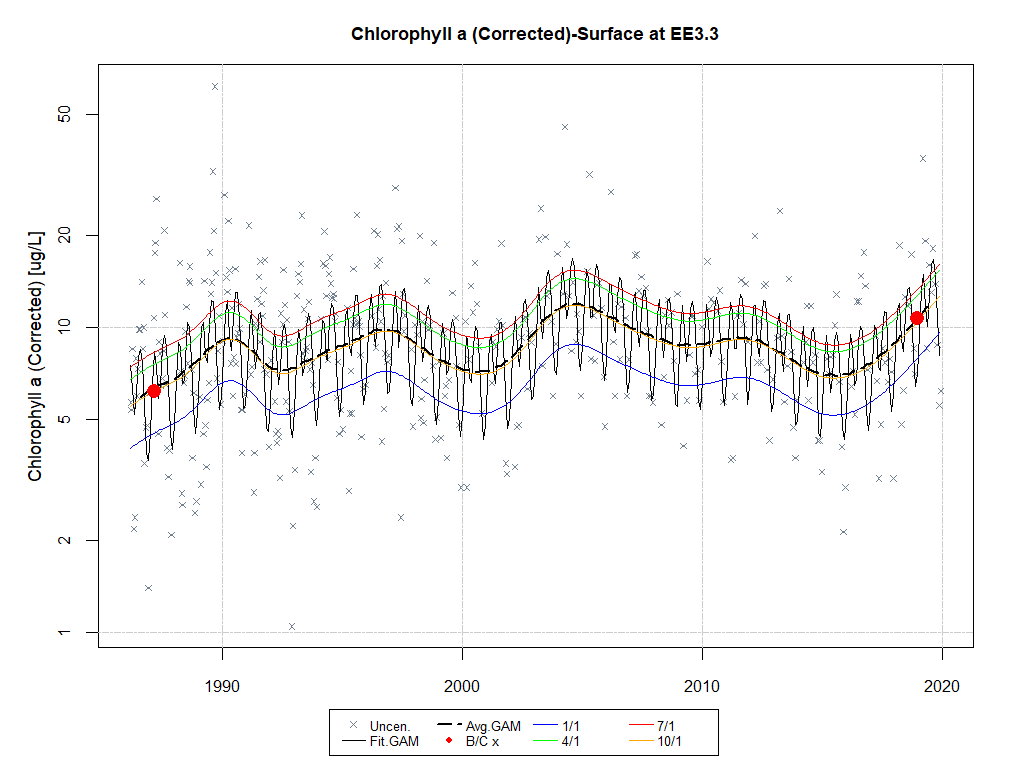 Chlorophyll a (Corrected)-Surface at EE3.3
Chlorophyll a (Corrected) [ug/L]
50
20
10
5
2
1
1990 2000 2010 2020
Uncen. Avg.GAM 1/1 7/1
Fit.GAM B/C x 4/1 10/1